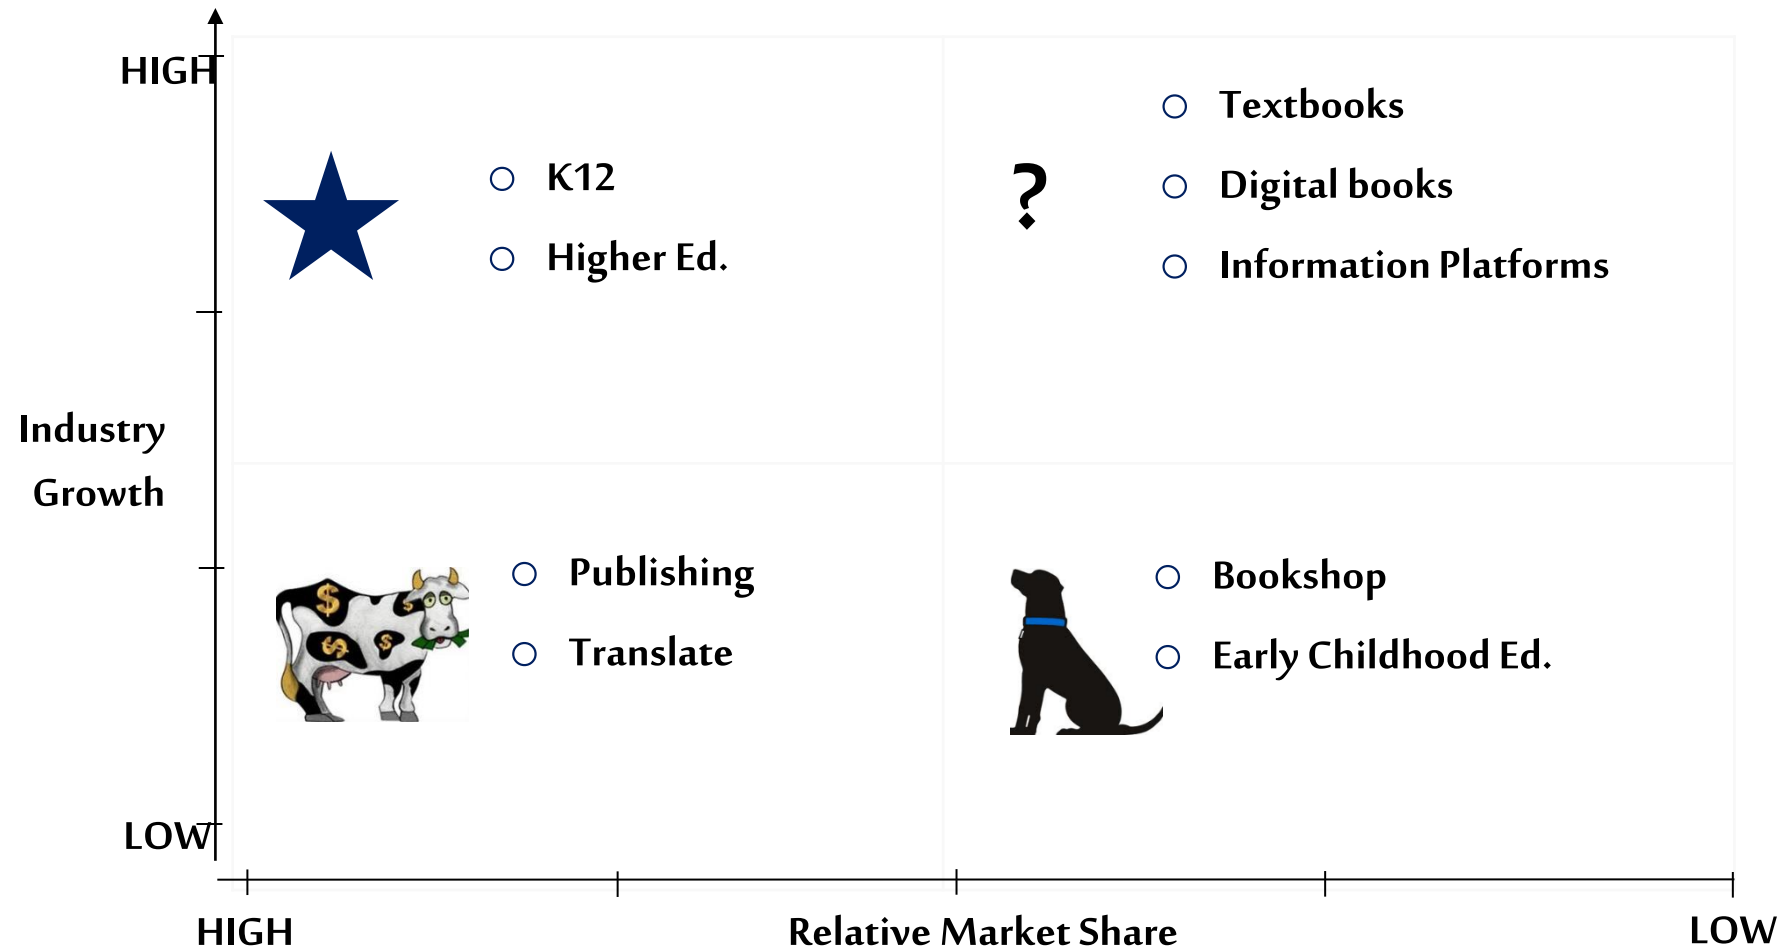 HIGH
K12
Higher Ed.
?
Textbooks
Digital books
Information Platforms
Industry
Growth
$
$
$
$
Publishing
Translate
Bookshop
Early Childhood Ed.
LOW
HIGH
Relative Market Share
LOW